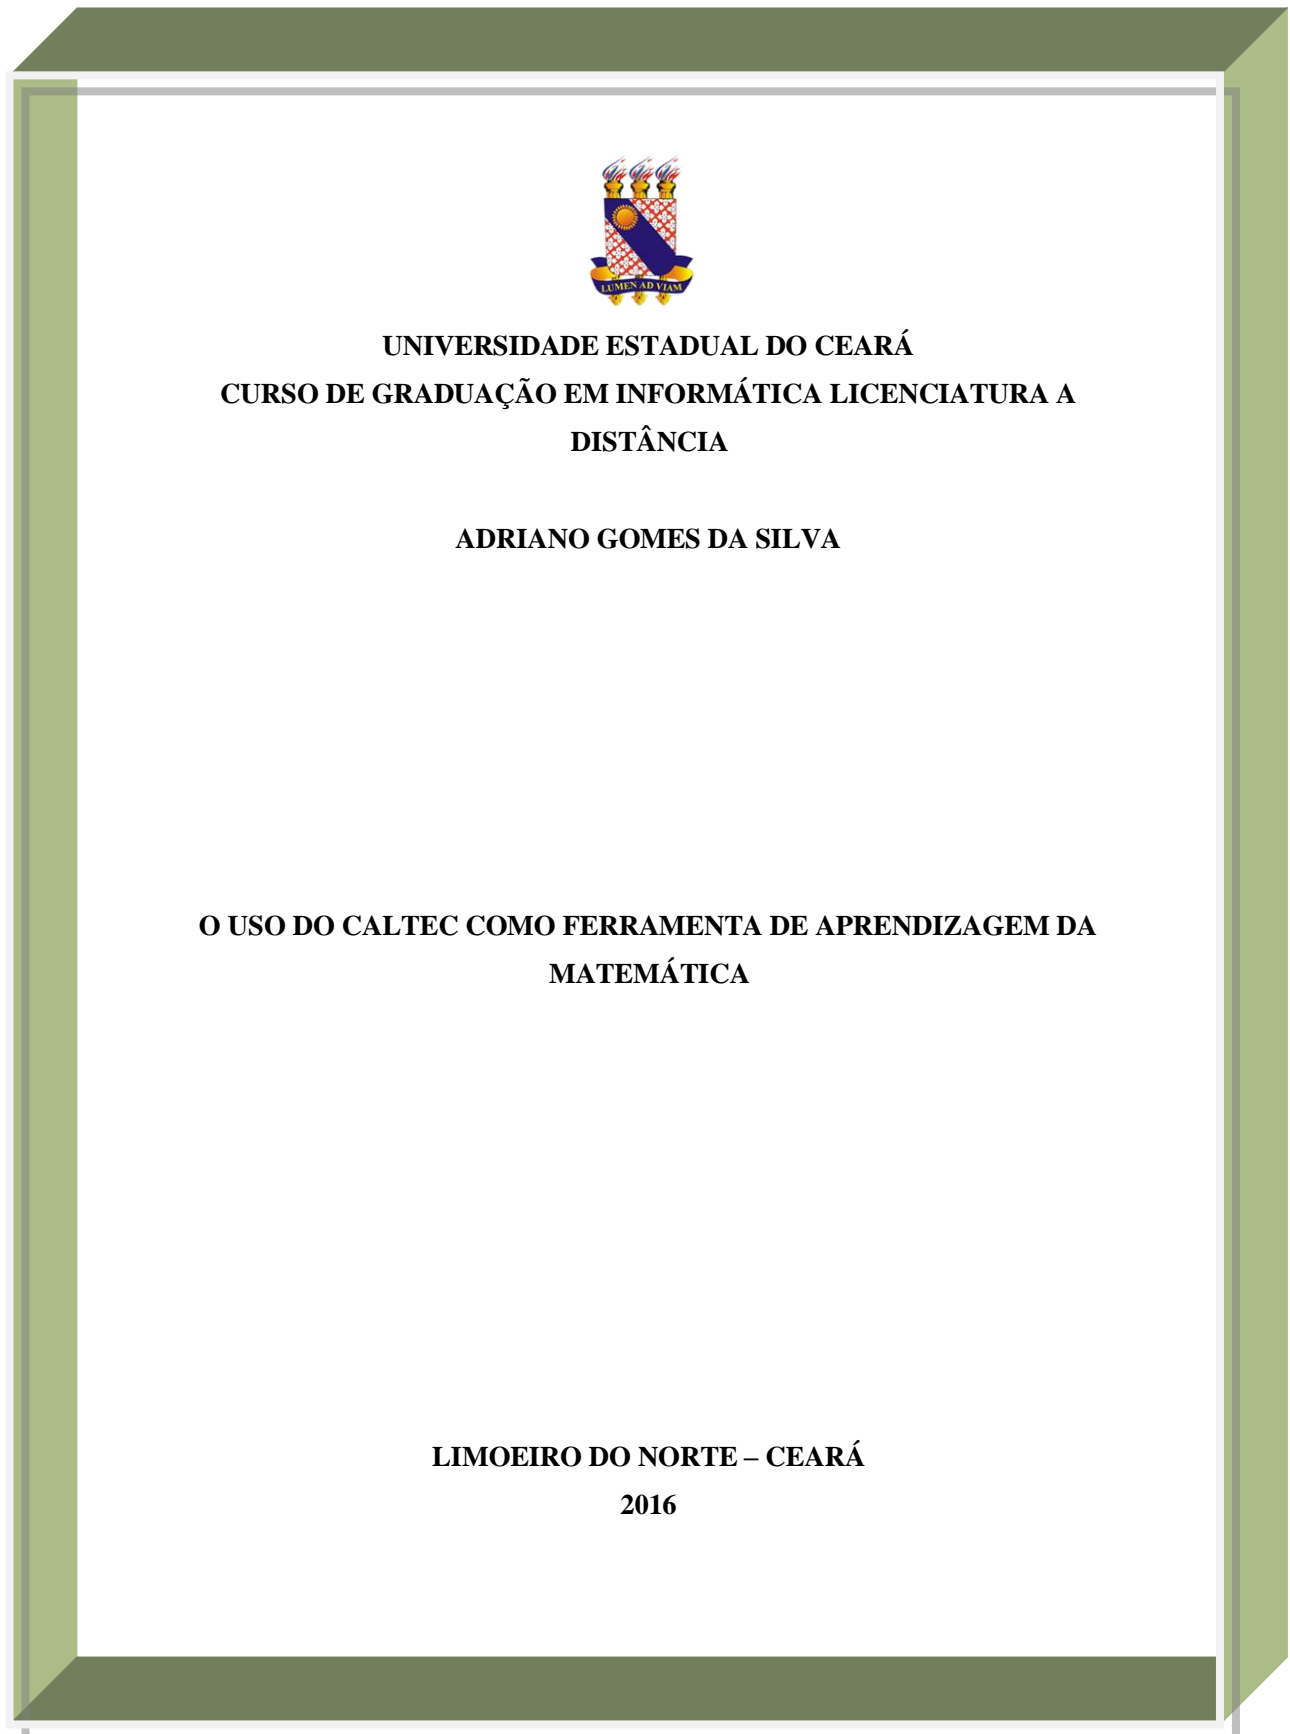 LUMEN AD VIAM
UNIVERSIDADE ESTADUAL DO CEARÁ
CURSO DE GRADUAÇÃO EM INFORMÁTICA LICENCIATURA A
DISTÂNCIA
ADRIANO GOMES DA SILVA
O USO DO CALTEC COMO FERRAMENTA DE APRENDIZAGEM DA
MATEMÁTICA
LIMOEIRO DO NORTE – CEARÁ
2016